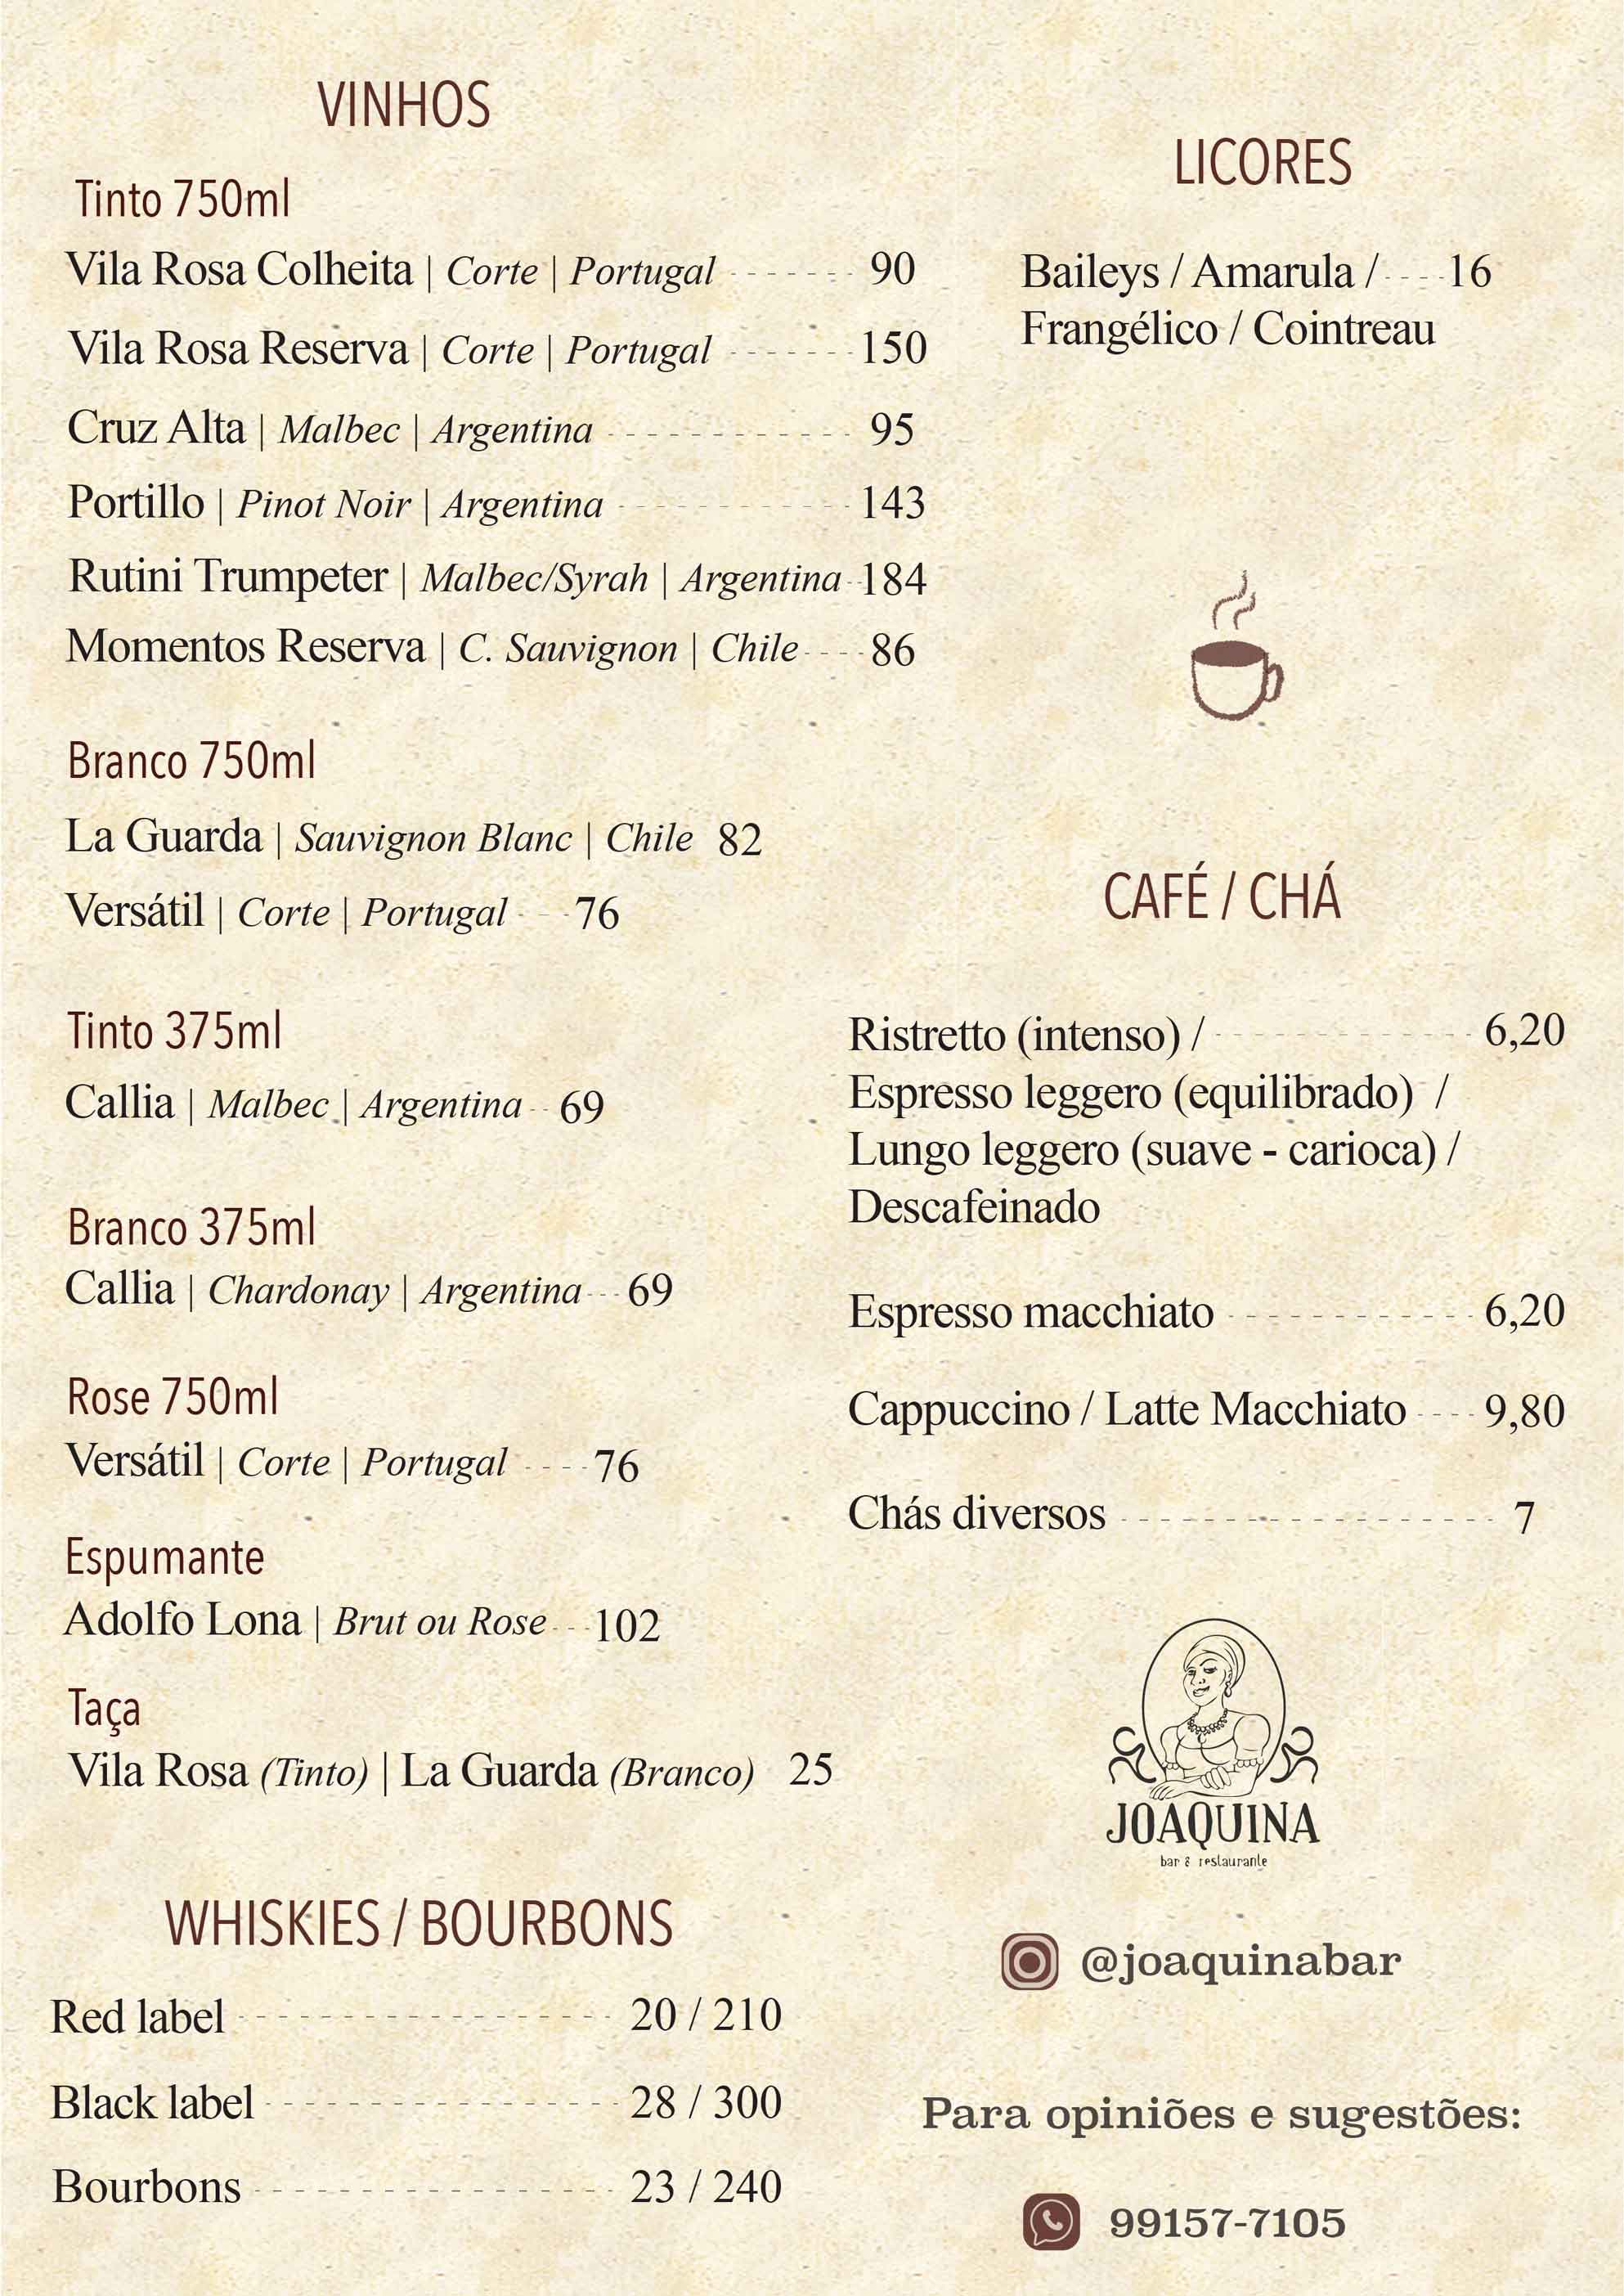 VINHOS
Tinto 750ml
Vila Rosa Colheita | Corte | Portugal ------- 90
Vila Rosa Reserva | Corte | Portugal -------150
Cruz Alta | Malbec | Argentina ------------ 95
Portillo | Pinot Noir | Argentina ------------143
Rutini Trumpeter | Malbec/Syrah | Argentina--184
Momentos Reserva | C. Sauvignon | Chile----86
Branco 750ml
La Guarda | Sauvignon Blanc | Chile 82
Versátil | Corte | Portugal - --76
Tinto 375ml
Callia | Malbec | Argentina-- 69
Branco 375ml
Callia | Chardonay | Argentina---69
Rose 750ml
Versátil | Corte | Portugal ----76
Espumante
Adolfo Lona | Brut ou Rose---102
Taça
Vila Rosa (Tinto) | La Guarda (Branco) 25
WHISKIES / BOURBONS
Red label ----------------- 20 / 210
Black label -----------------28 / 300
Bourbons ----------------- 23 / 240
LICORES
Baileys / Amarula /----16
Frangélico / Cointreau
CAFÉ / CHÁ
Ristretto (intenso) /------------- 6,20
Espresso leggero (equilibrado) /
Lungo leggero (suave - carioca) /
Descafeinado
Espresso macchiato ------------ 6,20
Cappuccino / Latte Macchiato ---- 9,80
Chás diversos ------------------ 7
JOAQUINA
bar & restaurante
@joaquinabar
Para opiniões e sugestões:
99157-7105